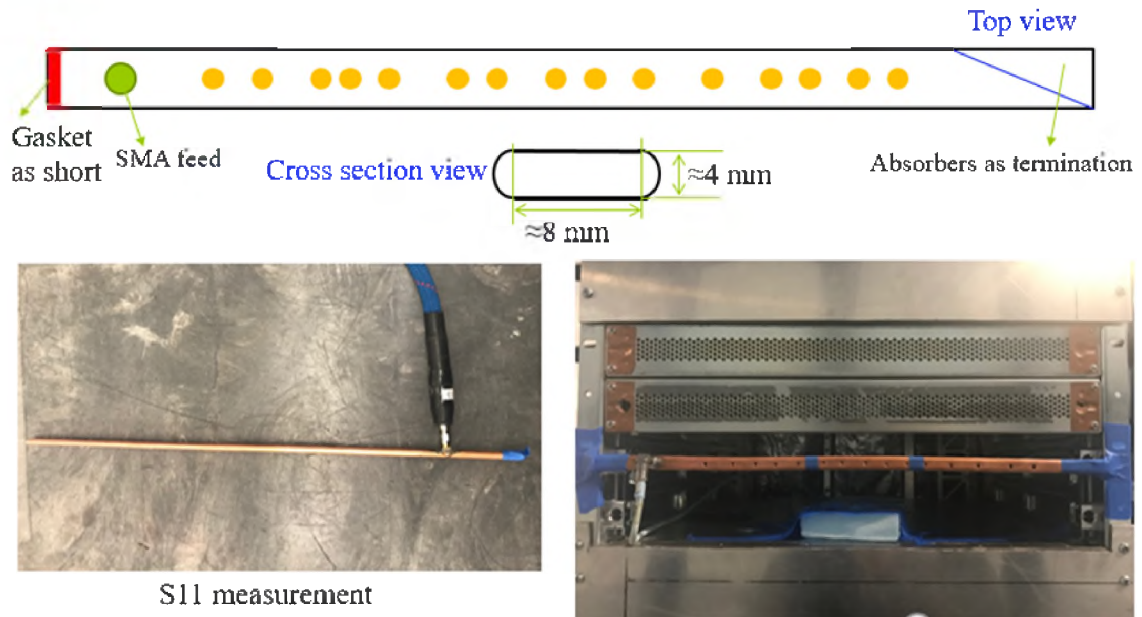 Top view
Gasket
as short
SMA feed
Absorbers as termination
Cross section view
≈4 mm
≈8 mm
S11 measurement